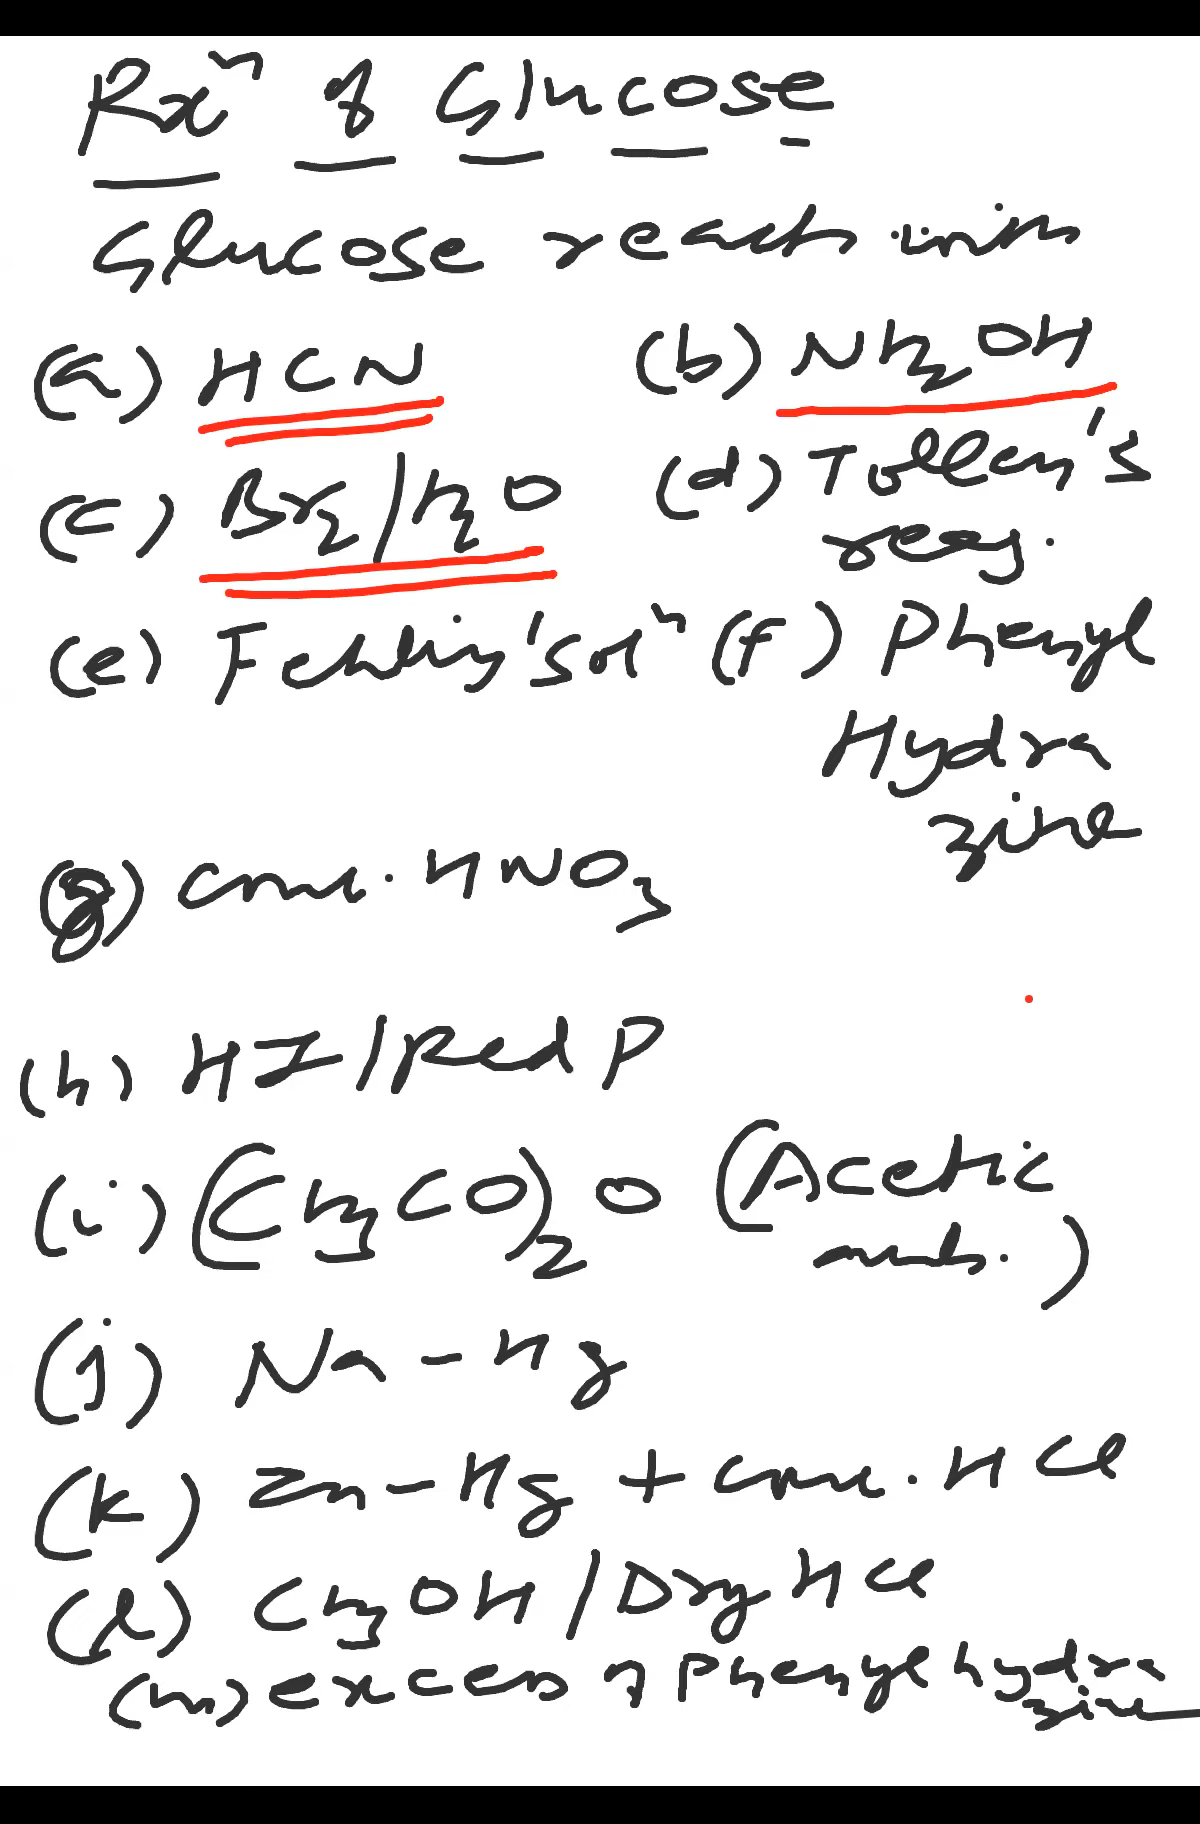 Rxⁿ of Glucose
Glucose reacts with
(a) HCN (b) NH2OH
(c) Br2/H2O (d) Tollen's
reag.
(e) Fehling's solⁿ (f) Phenyl
Hydra
zine
(g) conc. HNO3
(h) HI/Red P
(i) (CH3CO)2O (Acetic
anh.)
(j) Na-Hg
(k) Zn-Hg + conc. HCl
(l) CH3OH/Dry HCl
(m) excess of Phenyl hydra
zine